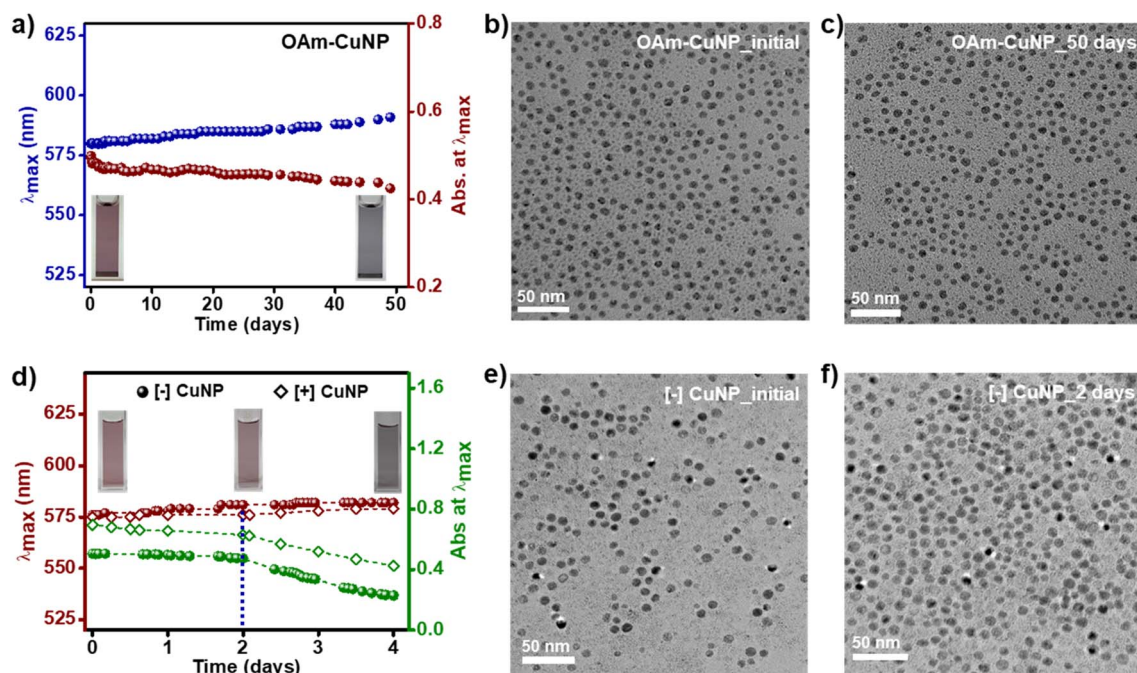 a)
OAm-CuNP
λmax (nm)
625
600
575
550
525
0.8
0.6
0.4
0.2
Abs. at λmax
0 10 20 30 40 50
Time (days)
b)
OAm-CuNP_initial
50 nm
c)
OAm-CuNP_50 days
50 nm
d)
[-] CuNP [+] CuNP
λmax (nm)
625
600
575
550
525
1.6
1.2
0.8
0.4
0.0
Abs at λmax
0 1 2 3 4
Time (days)
e)
[-] CuNP_initial
50 nm
f)
[-] CuNP_2 days
50 nm